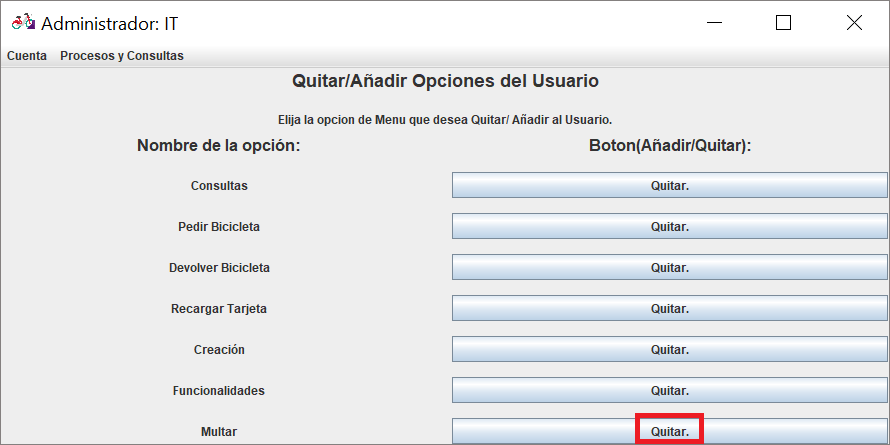 Administrador: IT
Cuenta Procesos y Consultas
Quitar/Añadir Opciones del Usuario
Elija la opcion de Menu que desea Quitar/ Añadir al Usuario.
Nombre de la opción: Boton(Añadir/Quitar):
Consultas Quitar.
Pedir Bicicleta Quitar.
Devolver Bicicleta Quitar.
Recargar Tarjeta Quitar.
Creación Quitar.
Funcionalidades Quitar.
Multar Quitar.